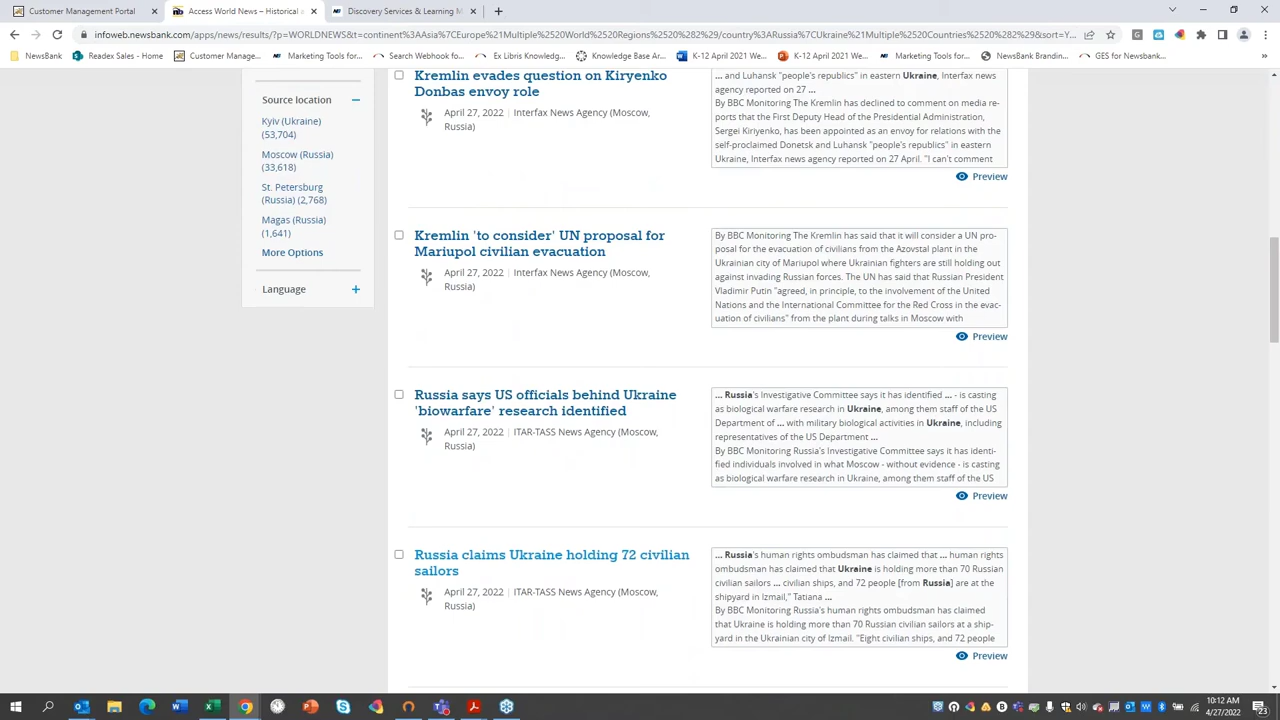 Customer Management Portal
Access World News – Historical a
Discovery Services & Learning M
infoweb.newsbank.com/apps/news/results/?p=WORLDNEWS&t=continent%3AAsia%7CEurope%21Multiple%2520World%2520Regions%2520%282%29/country%3ARussia%7CUkraine%21Multiple%2520Countries%2520%282%29&sort=Y...
NewsBank
Readex Sales - Home
Customer Manage...
Marketing Tools for...
Search Webhook fo...
Ex Libris Knowledg...
Knowledge Base Ar...
K-12 April 2021 We...
K-12 April 2021 We...
Marketing Tools for...
NewsBank Brandin...
GES for Newsbank...
Source location
Kyiv (Ukraine)
(53,704)
Moscow (Russia)
(33,618)
St. Petersburg
(Russia) (2,768)
Magas (Russia)
(1,641)
More Options
Language
Kremlin evades question on Kiryenko
Donbas envoy role
April 27, 2022 | Interfax News Agency (Moscow,
Russia)
... and Luhansk "people's republics" in eastern Ukraine, Interfax news
agency reported on 27 ...
By BBC Monitoring The Kremlin has declined to comment on media re-
ports that the First Deputy Head of the Presidential Administration,
Sergei Kiriyenko, has been appointed as an envoy for relations with the
self-proclaimed Donetsk and Luhansk "people's republics" in eastern
Ukraine, Interfax news agency reported on 27 April. "I can't comment
Preview
Kremlin 'to consider' UN proposal for
Mariupol civilian evacuation
April 27, 2022 | Interfax News Agency (Moscow,
Russia)
By BBC Monitoring The Kremlin has said that it will consider a UN pro-
posal for the evacuation of civilians from the Azovstal plant in the
Ukrainian city of Mariupol where Ukrainian fighters are still holding out
against invading Russian forces. The UN has said that Russian President
Vladimir Putin "agreed, in principle, to the involvement of the United
Nations and the International Committee for the Red Cross in the evac-
uation of civilians" from the plant during talks in Moscow with
Preview
Russia says US officials behind Ukraine
'biowarfare' research identified
April 27, 2022 | ITAR-TASS News Agency (Moscow,
Russia)
... Russia's Investigative Committee says it has identified ... - is casting
as biological warfare research in Ukraine, among them staff of the US
Department of ... with military biological activities in Ukraine, including
representatives of the US Department ...
By BBC Monitoring Russia's Investigative Committee says it has identi-
fied individuals involved in what Moscow - without evidence - is casting
as biological warfare research in Ukraine, among them staff of the US
Preview
Russia claims Ukraine holding 72 civilian
sailors
April 27, 2022 | ITAR-TASS News Agency (Moscow,
Russia)
... Russia's human rights ombudsman has claimed that ... human rights
ombudsman has claimed that Ukraine is holding more than 70 Russian
civilian sailors ... civilian ships, and 72 people [from Russia] are at the
shipyard in Izmail," Tatiana ...
By BBC Monitoring Russia's human rights ombudsman has claimed
that Ukraine is holding more than 70 Russian civilian sailors at a ship-
yard in the Ukrainian city of Izmail. "Eight civilian ships, and 72 people
Preview
10:12 AM
4/27/2022
23